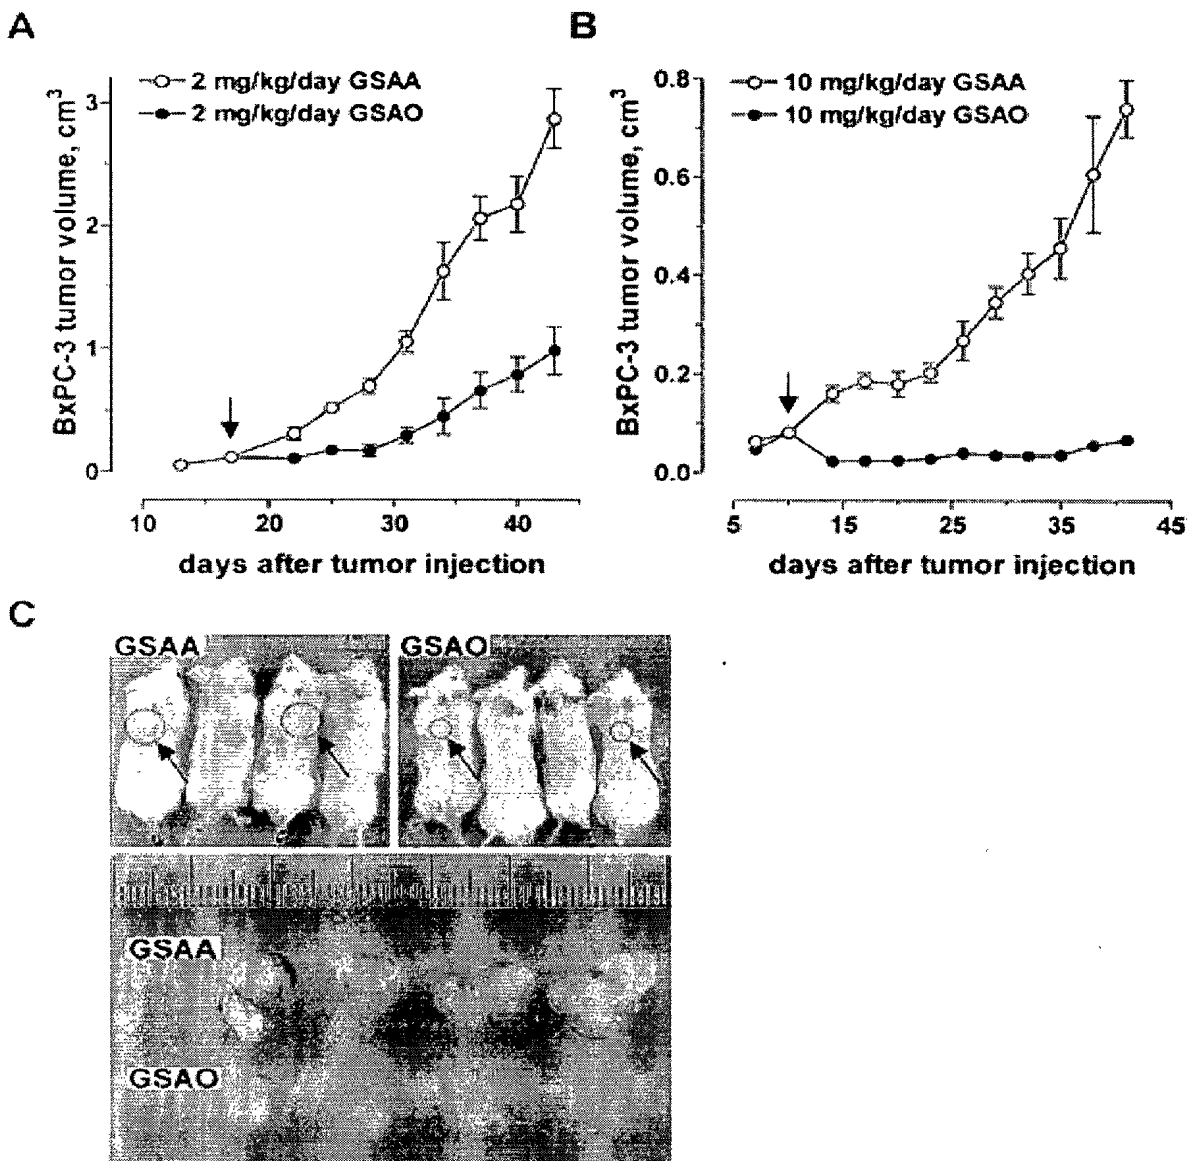 A
2 mg/kg/day GSAA
2 mg/kg/day GSAO
BxPC-3 tumor volume, cm³
3
2
1
0
10 20 30 40
days after tumor injection
B
10 mg/kg/day GSAA
10 mg/kg/day GSAO
BxPC-3 tumor volume, cm³
0.8
0.6
0.4
0.2
0.0
5 15 25 35 45
days after tumor injection
C
GSAA
GSAO
GSAA
GSAO